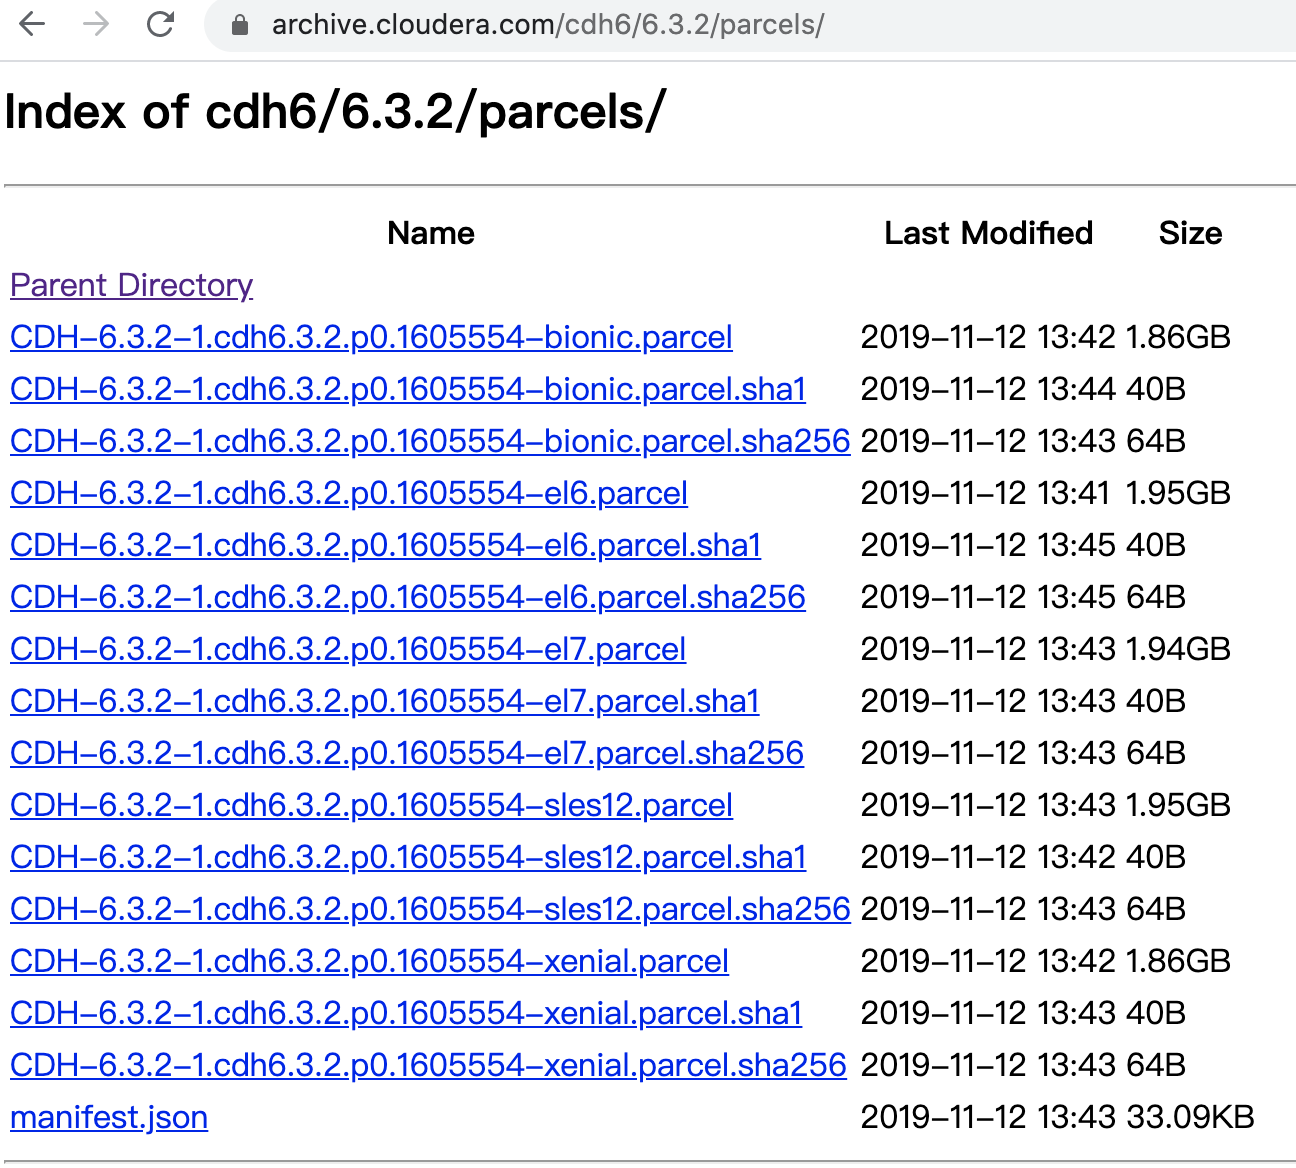 archive.cloudera.com/cdh6/6.3.2/parcels/
Index of cdh6/6.3.2/parcels/
Name Last Modified Size
Parent Directory
CDH-6.3.2-1.cdh6.3.2.p0.1605554-bionic.parcel 2019-11-12 13:42 1.86GB
CDH-6.3.2-1.cdh6.3.2.p0.1605554-bionic.parcel.sha1 2019-11-12 13:44 40B
CDH-6.3.2-1.cdh6.3.2.p0.1605554-bionic.parcel.sha256 2019-11-12 13:43 64B
CDH-6.3.2-1.cdh6.3.2.p0.1605554-el6.parcel 2019-11-12 13:41 1.95GB
CDH-6.3.2-1.cdh6.3.2.p0.1605554-el6.parcel.sha1 2019-11-12 13:45 40B
CDH-6.3.2-1.cdh6.3.2.p0.1605554-el6.parcel.sha256 2019-11-12 13:45 64B
CDH-6.3.2-1.cdh6.3.2.p0.1605554-el7.parcel 2019-11-12 13:43 1.94GB
CDH-6.3.2-1.cdh6.3.2.p0.1605554-el7.parcel.sha1 2019-11-12 13:43 40B
CDH-6.3.2-1.cdh6.3.2.p0.1605554-el7.parcel.sha256 2019-11-12 13:43 64B
CDH-6.3.2-1.cdh6.3.2.p0.1605554-sles12.parcel 2019-11-12 13:43 1.95GB
CDH-6.3.2-1.cdh6.3.2.p0.1605554-sles12.parcel.sha1 2019-11-12 13:42 40B
CDH-6.3.2-1.cdh6.3.2.p0.1605554-sles12.parcel.sha256 2019-11-12 13:43 64B
CDH-6.3.2-1.cdh6.3.2.p0.1605554-xenial.parcel 2019-11-12 13:42 1.86GB
CDH-6.3.2-1.cdh6.3.2.p0.1605554-xenial.parcel.sha1 2019-11-12 13:43 40B
CDH-6.3.2-1.cdh6.3.2.p0.1605554-xenial.parcel.sha256 2019-11-12 13:43 64B
manifest.json 2019-11-12 13:43 33.09KB